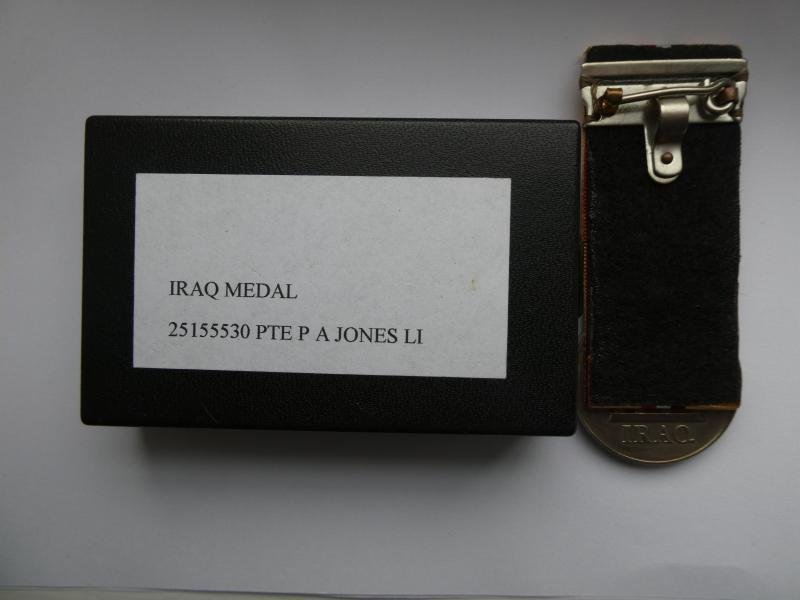 IRAQ MEDAL
25155530 PTE P A JONES LI
IRAQ